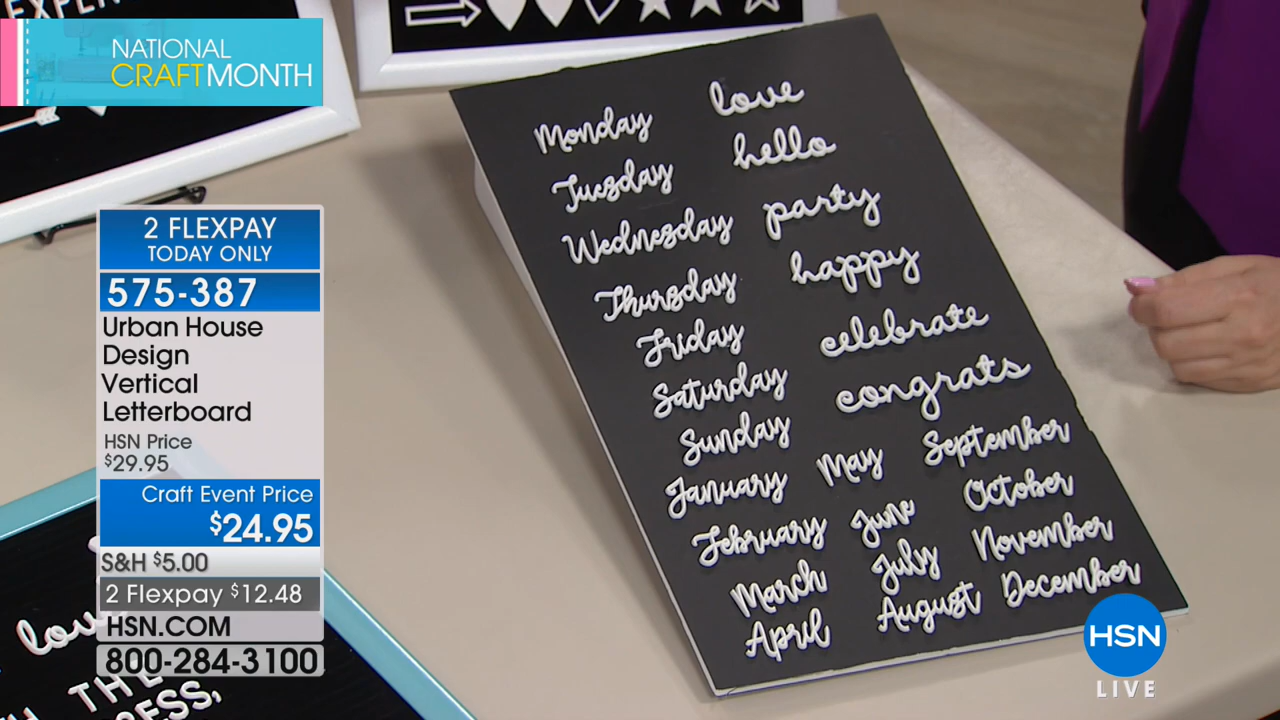 NATIONAL
CRAFTMONTH
2 FLEXPAY
TODAY ONLY
575-387
Urban House
Design
Vertical
Letterboard
HSN Price
$29.95
Craft Event Price
$24.95
S&H $5.00
2 Flexpay $12.48
HSN.COM
800-284-3100
Monday love
Tuesday hello
Wednesday party
Thursday happy
Friday celebrate
Saturday congrats
Sunday
January May September
February June October
March July November
April August December
love
THE
HSN
LIVE